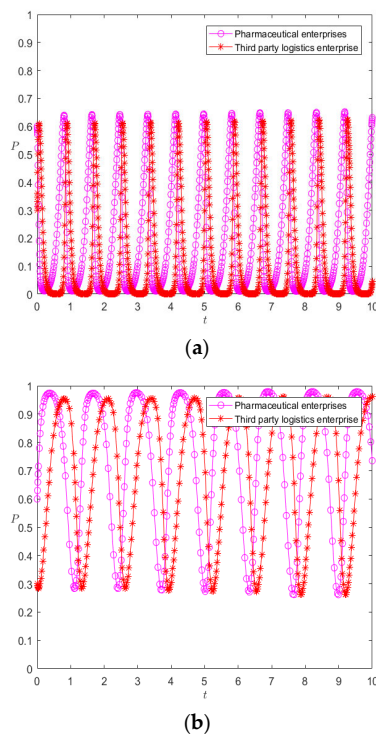 1
0.9
0.8
0.7
0.6
0.5
0.4
0.3
0.2
0.1
0
P
Pharmaceutical enterprises
Third party logistics enterprise
0 1 2 3 4 5 6 7 8 9 10
t
(a)
1
0.9
0.8
0.7
0.6
0.5
0.4
0.3
0.2
0.1
0
P
Pharmaceutical enterprises
Third party logistics enterprise
0 1 2 3 4 5 6 7 8 9 10
t
(b)